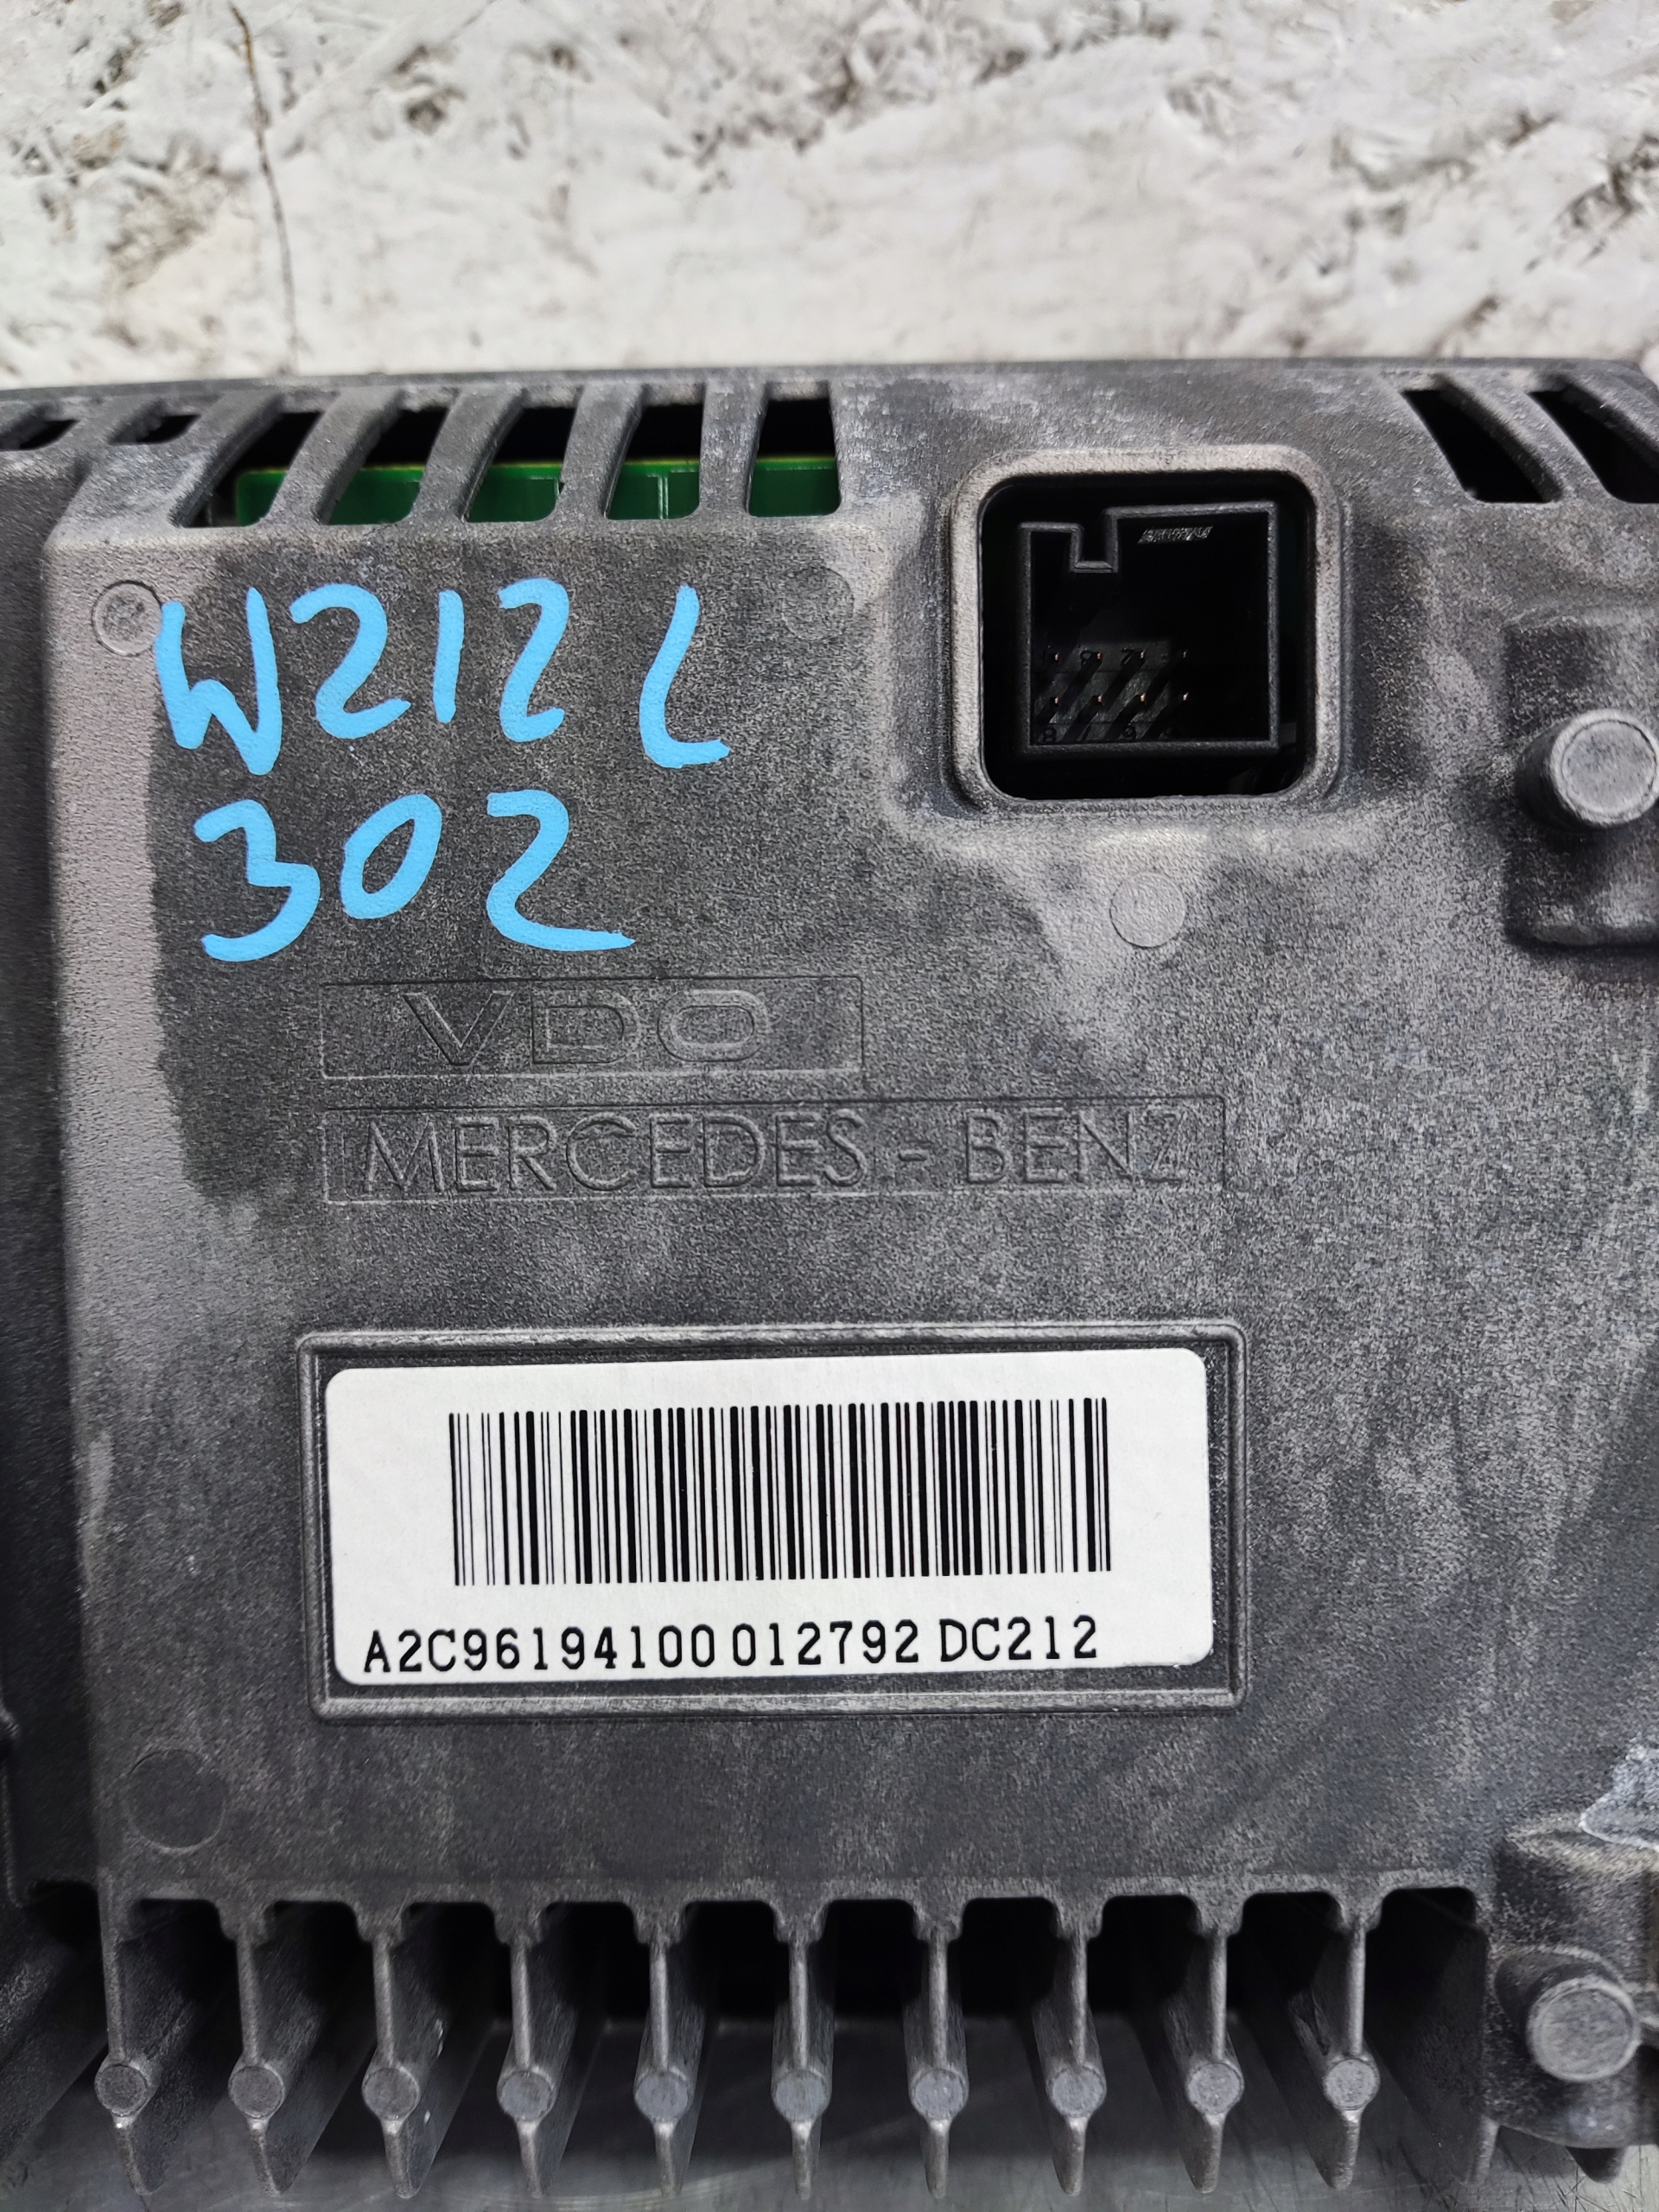 W212 L
302
VDO
MERCEDES-BENZ
A2C96194100 012792 DC212